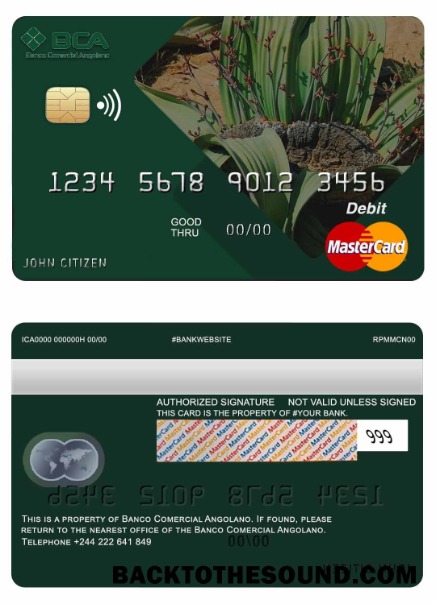 BCA
Banco Comercial Angolano
1234 5678 9012 3456
Debit
GOOD
THRU
00/00
MasterCard
JOHN CITIZEN
ICA0000 000000H 00/00 #BANKWEBSITE RPMMCN00
AUTHORIZED SIGNATURE NOT VALID UNLESS SIGNED
THIS CARD IS THE PROPERTY OF #YOUR BANK.
999
THIS IS A PROPERTY OF BANCO COMERCIAL ANGOLANO. IF FOUND, PLEASE
RETURN TO THE NEAREST OFFICE OF THE BANCO COMERCIAL ANGOLANO.
TELEPHONE +244 222 641 849
BACKTOTHESOUND.COM